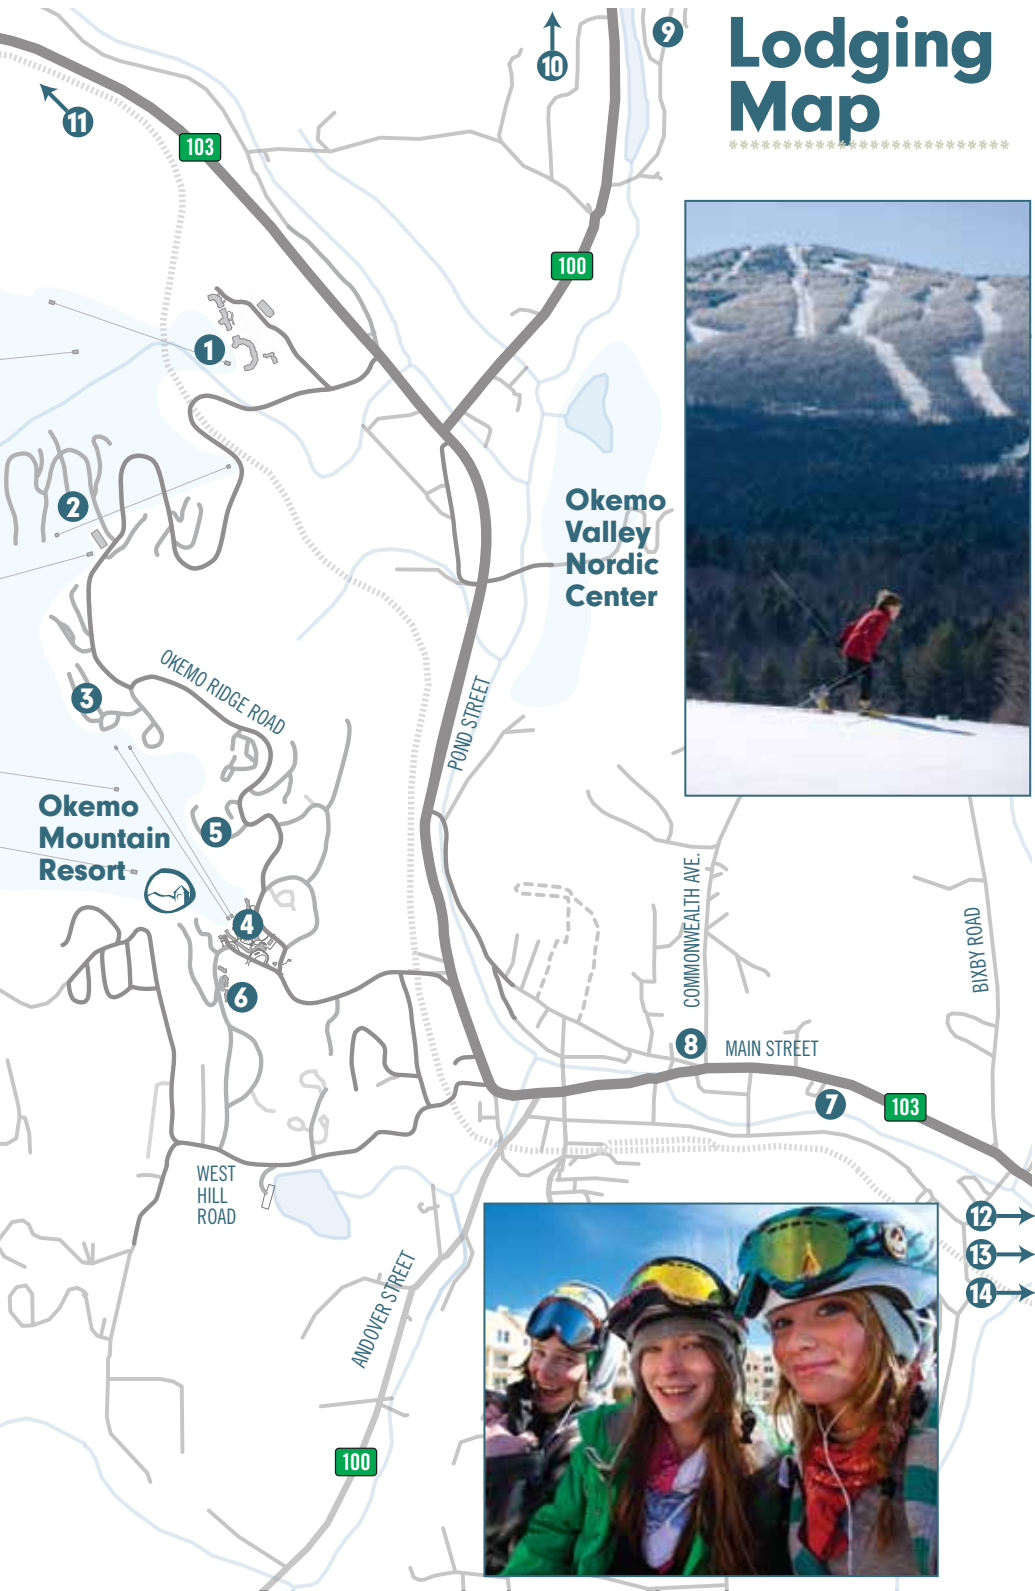 Lodging
Map
9
10
11
103
100
1
2
Okemo
Valley
Nordic
Center
OKEMO RIDGE ROAD
3
POND STREET
Okemo
Mountain
Resort
5
4
6
COMMONWEALTH AVE.
BIXBY ROAD
8
MAIN STREET
7
103
WEST
HILL
ROAD
12
13
14
ANDOVER STREET
100